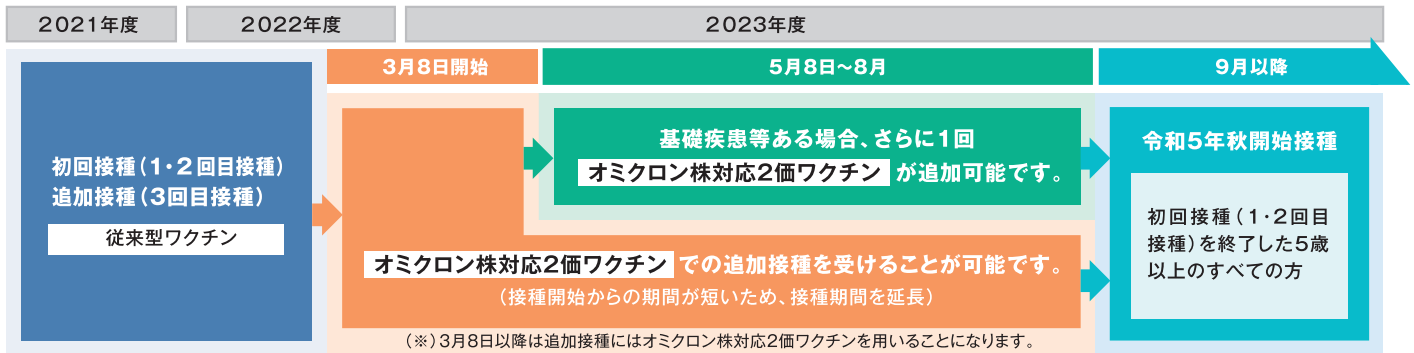 2021年度
2022年度
2023年度
3月8日開始
5月8日～8月
9月以降
初回接種（1・2回目接種）
追加接種（3回目接種）
従来型ワクチン
基礎疾患等ある場合、さらに1回
オミクロン株対応2価ワクチン が追加可能です。
オミクロン株対応2価ワクチン での追加接種を受けることが可能です。
（接種開始からの期間が短いため、接種期間を延長）
（※）3月8日以降は追加接種にはオミクロン株対応2価ワクチンを用いることになります。
令和5年秋開始接種
初回接種（1・2回目
接種）を終了した5歳
以上のすべての方